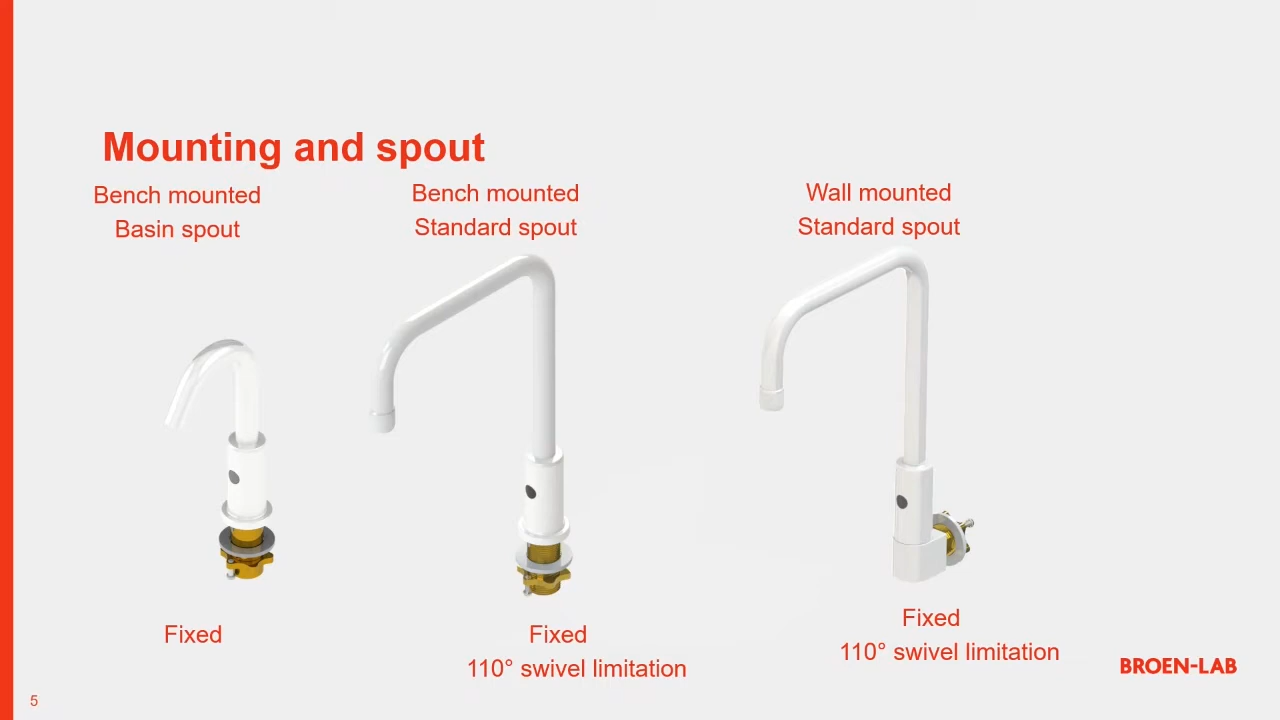 Mounting and spout
Bench mounted
Basin spout
Bench mounted
Standard spout
Wall mounted
Standard spout
Fixed
Fixed
110° swivel limitation
Fixed
110° swivel limitation
BROEN-LAB
5